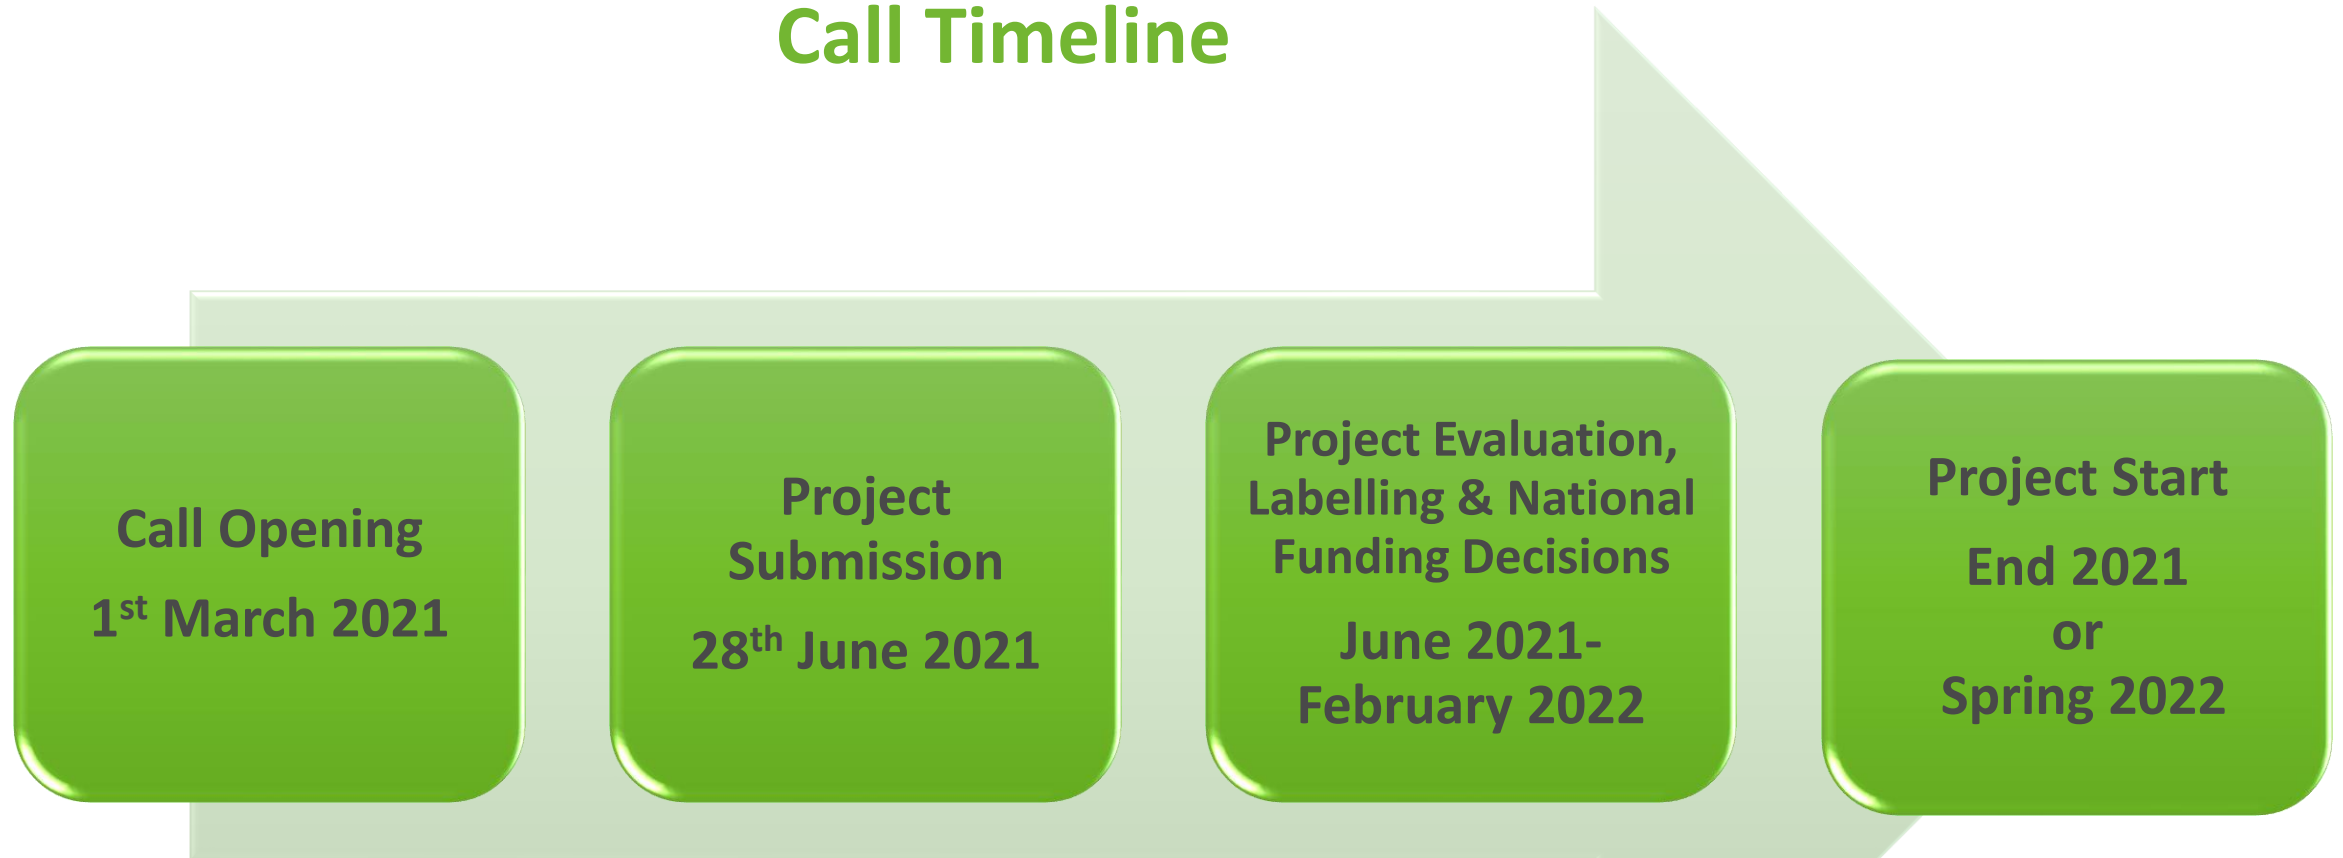 Call Timeline
Call Opening
1st March 2021
Project
Submission
28th June 2021
Project Evaluation,
Labelling & National
Funding Decisions
June 2021-
February 2022
Project Start
End 2021
or
Spring 2022